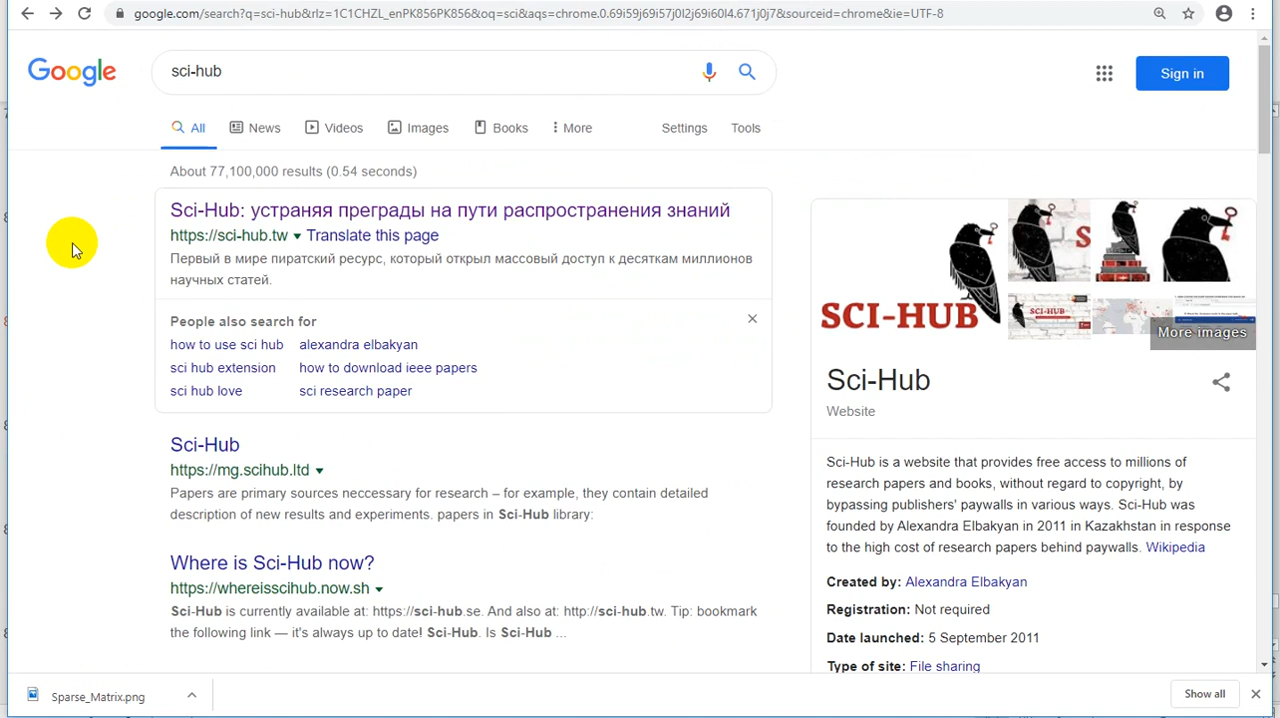 google.com/search?q=sci-hub&rlz=1C1CHZL_enPK856PK856&oq=sci&aqs=chrome.0.69i59j69i57j0l2j69i60l4.671j0j7&sourceid=chrome&ie=UTF-8
Google
sci-hub
Sign in
All
News
Videos
Images
Books
More
Settings
Tools
About 77,100,000 results (0.54 seconds)
Sci-Hub: устраняя преграды на пути распространения знаний
https://sci-hub.tw Translate this page
Первый в мире пиратский ресурс, который открыл массовый доступ к десяткам миллионов
научных статей.
People also search for
how to use sci hub
alexandra elbakyan
sci hub extension
how to download ieee papers
sci hub love
sci research paper
Sci-Hub
https://mg.scihub.ltd
Papers are primary sources neccessary for research – for example, they contain detailed
description of new results and experiments. papers in Sci-Hub library:
Where is Sci-Hub now?
https://whereisscihub.now.sh
Sci-Hub is currently available at: https://sci-hub.se. And also at: http://sci-hub.tw. Tip: bookmark
the following link — it's always up to date! Sci-Hub. Is Sci-Hub ...
SCI-HUB
SCI-HUB
More images
Sci-Hub
Website
Sci-Hub is a website that provides free access to millions of
research papers and books, without regard to copyright, by
bypassing publishers' paywalls in various ways. Sci-Hub was
founded by Alexandra Elbakyan in 2011 in Kazakhstan in response
to the high cost of research papers behind paywalls. Wikipedia
Created by: Alexandra Elbakyan
Registration: Not required
Date launched: 5 September 2011
Type of site: File sharing
Sparse_Matrix.png
Show all